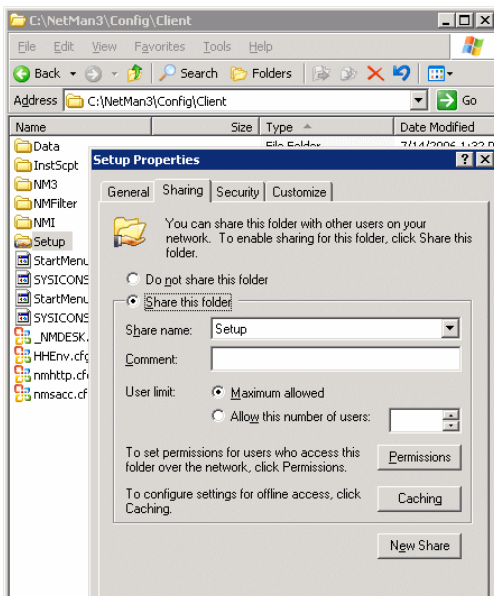 C:\NetMan3\Config\Client
File Edit View Favorites Tools Help
Back Search Folders
Address C:\NetMan3\Config\Client Go
Name Size Type Date Modified
Data File Folder 7/14/2006 1:32 P
InstScpt
NM3
NMFilter
NMI
Setup
StartMenu
SYSICONS
StartMenu
SYSICONS
_NMDESK.
HHEnv.cfg
nmhttp.cf
nmsacc.cf
Setup Properties
General Sharing Security Customize
You can share this folder with other users on your
network. To enable sharing for this folder, click Share this
folder.
Do not share this folder
Share this folder
Share name: Setup
Comment:
User limit: Maximum allowed
Allow this number of users:
To set permissions for users who access this
folder over the network, click Permissions.
Permissions
To configure settings for offline access, click
Caching.
Caching
New Share